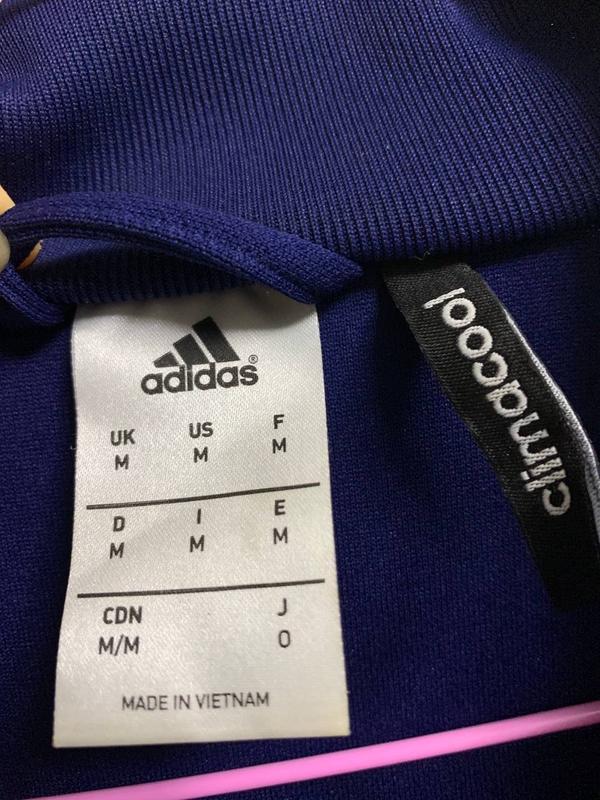 adidas®
UK US F
M M M
D I E
M M M
CDN J
M/M O
MADE IN VIETNAM
climacool